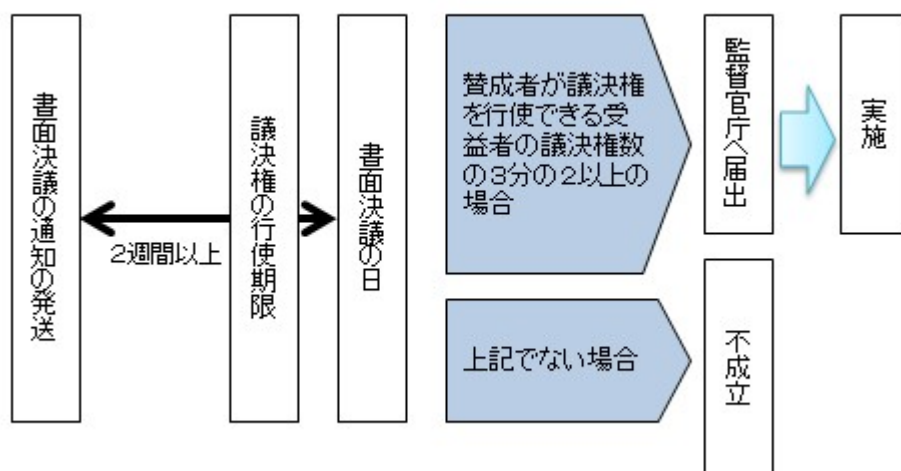 書面決議の通知の発送
2週間以上
議決権の行使期限
書面決議の日
賛成者が議決権
を行使できる受
益者の議決権数
の3分の2以上の
場合
監督官庁へ届出
実施
上記でない場合
不成立